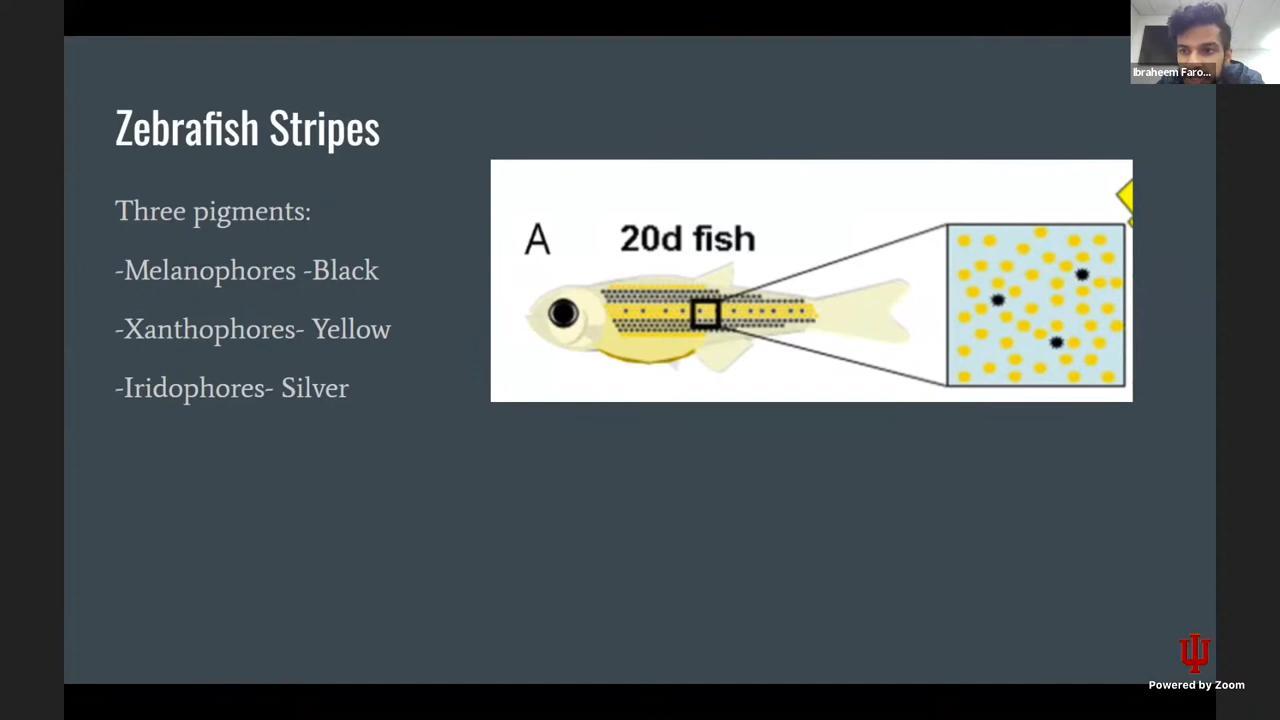 Ibraheem Faro...
Zebrafish Stripes
Three pigments:
-Melanophores -Black
-Xanthophores- Yellow
-Iridophores- Silver
A
20d fish
Powered by Zoom